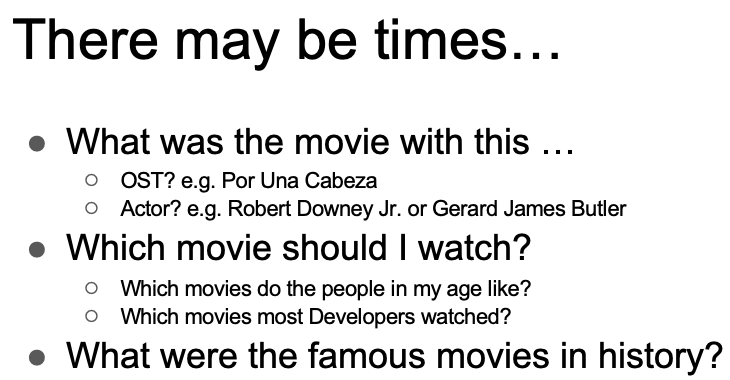 There may be times…
● What was the movie with this …
○ OST? e.g. Por Una Cabeza
○ Actor? e.g. Robert Downey Jr. or Gerard James Butler
● Which movie should I watch?
○ Which movies do the people in my age like?
○ Which movies most Developers watched?
● What were the famous movies in history?